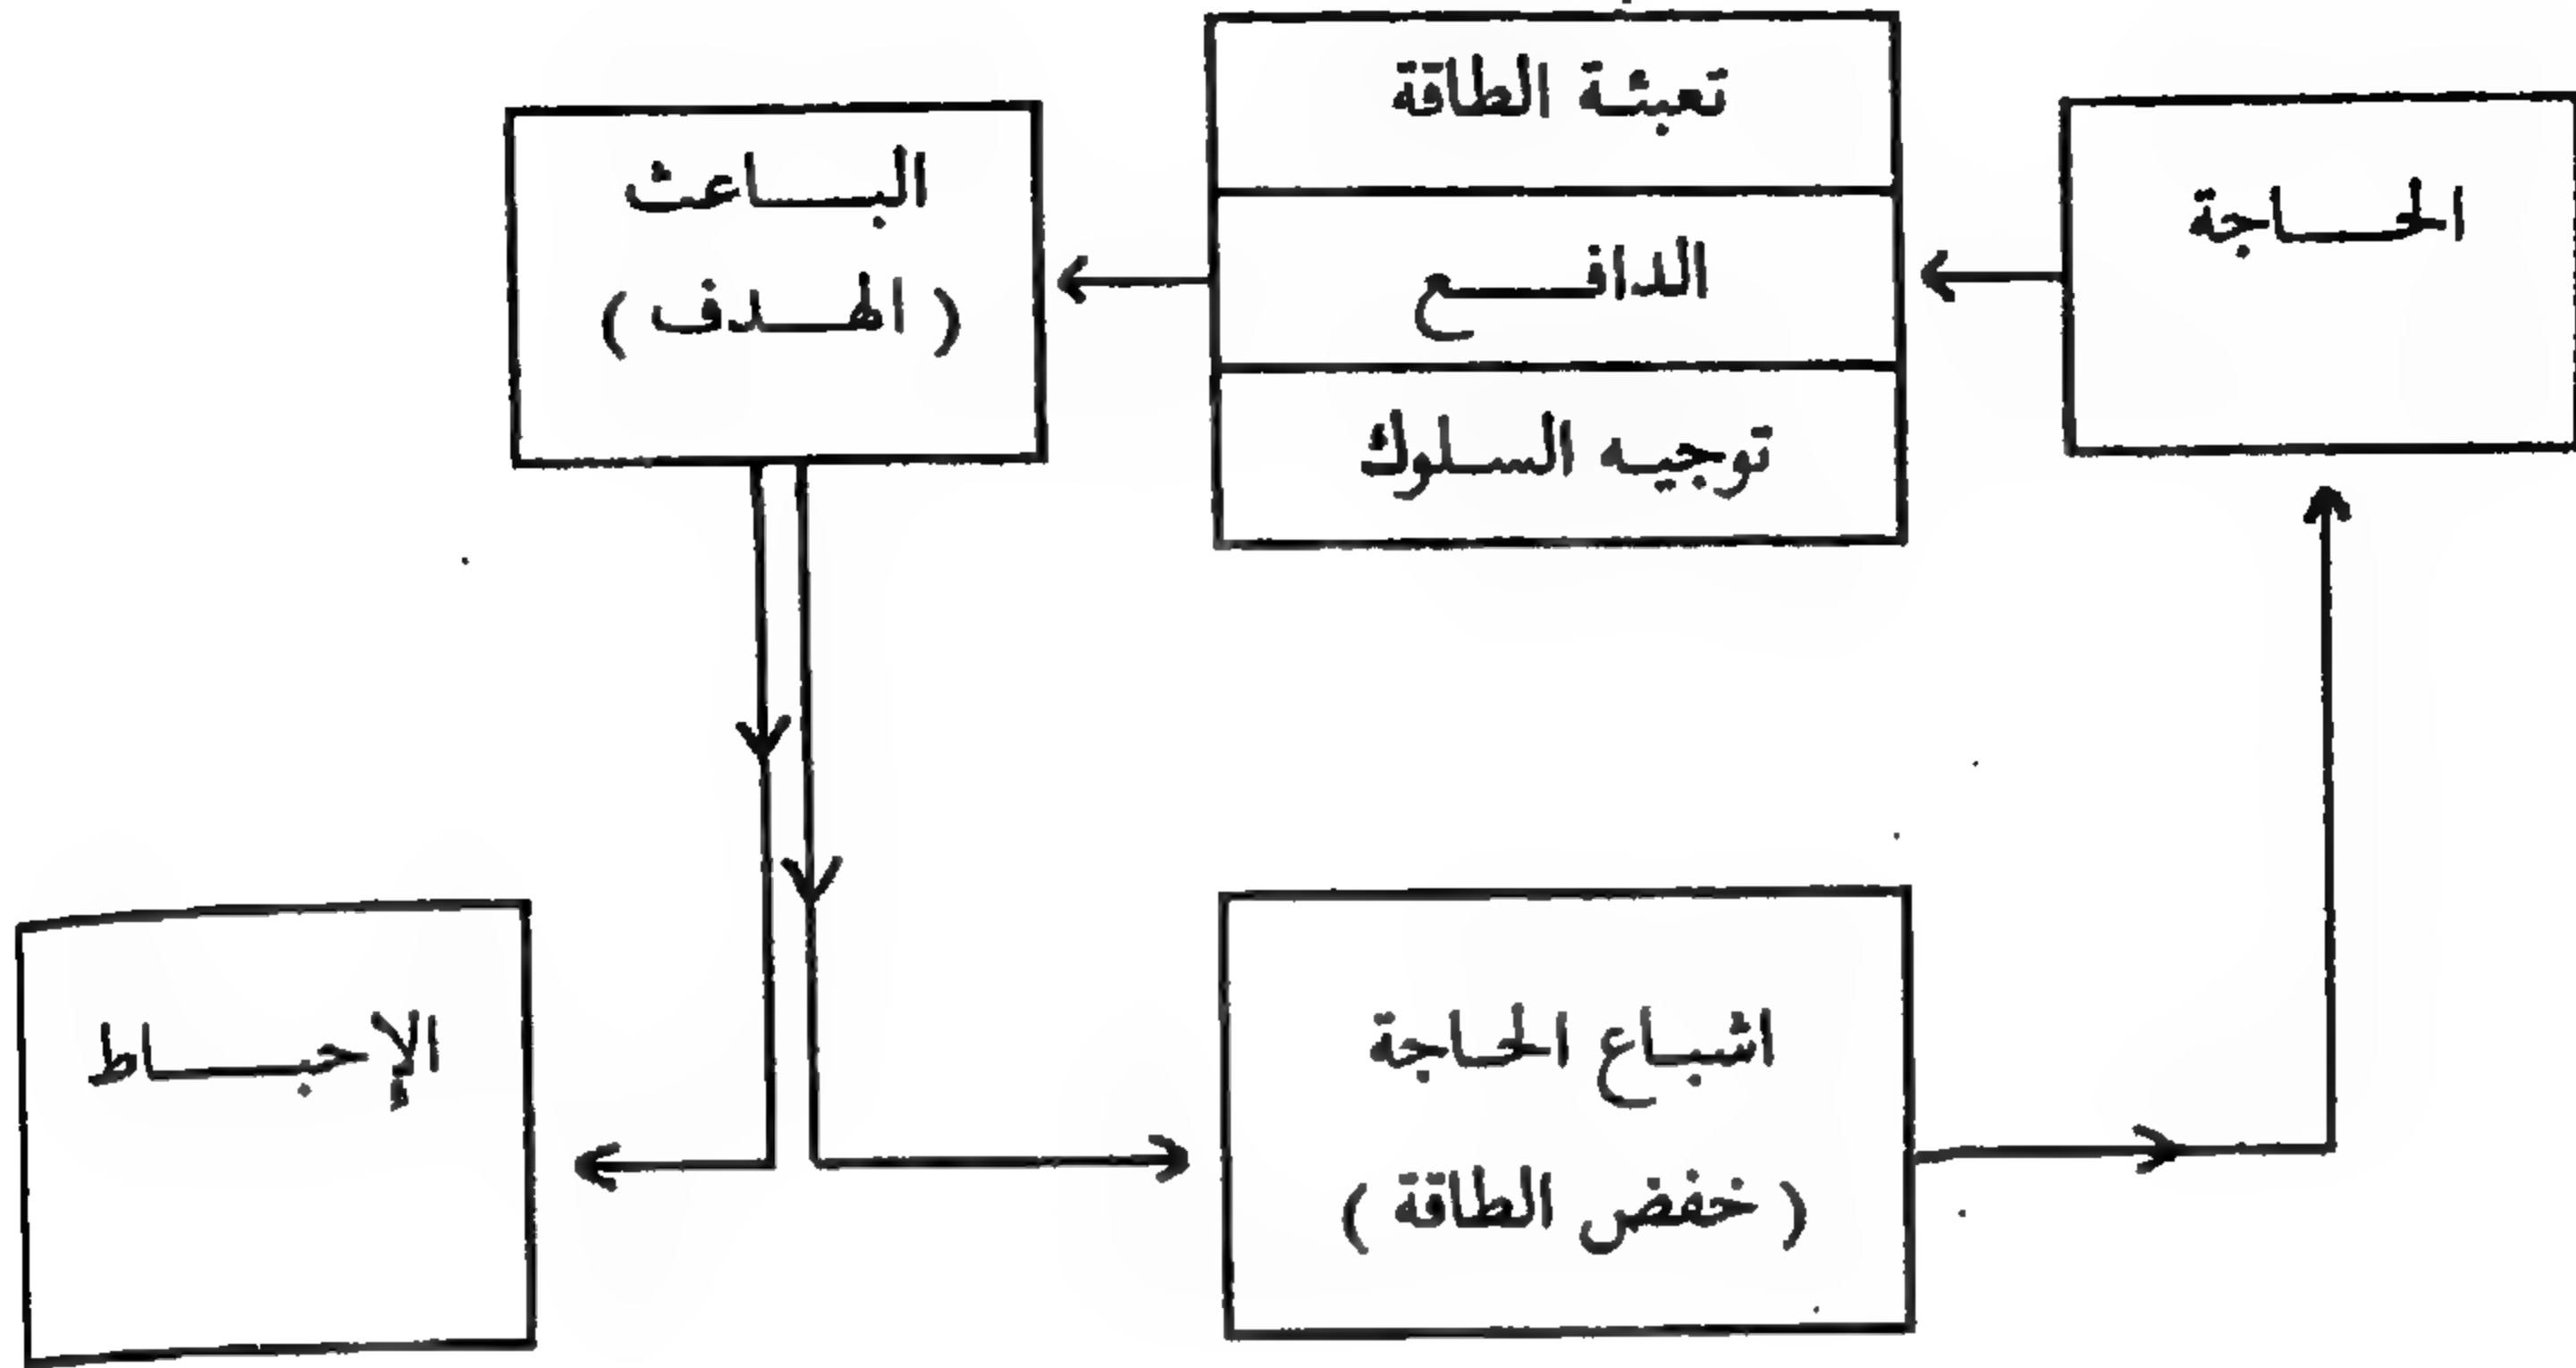 الحاجة
تعبئة الطاقة
الدافع
توجيه السلوك
الباعث
( الهدف )
اشباع الحاجة
( خفض الطاقة )
الإحباط